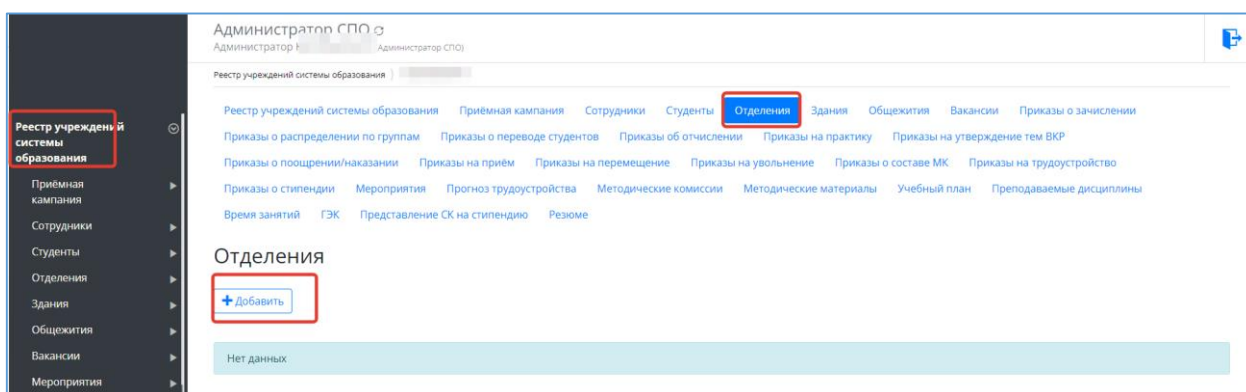 Администратор СПО
Администратор
Администратор СПО)
Реестр учреждений системы образования
Реестр учреждений системы образования Приёмная кампания Сотрудники Студенты Отделения Здания Общежития Вакансии Приказы о зачислении
Приказы о распределении по группам Приказы о переводе студентов Приказы об отчислении Приказы на практику Приказы на утверждение тем ВКР
Приказы о поощрении/наказании Приказы на приём Приказы на перемещение Приказы на увольнение Приказы о составе МК Приказы на трудоустройство
Приказы о стипендии Мероприятия Прогноз трудоустройства Методические комиссии Методические материалы Учебный план Преподаваемые дисциплины
Время занятий ГЭК Представление СК на стипендию Резюме
Отделения
+ Добавить
Нет данных
Реестр учреждений
системы
образования
Приёмная
кампания
Сотрудники
Студенты
Отделения
Здания
Общежития
Вакансии
Мероприятия